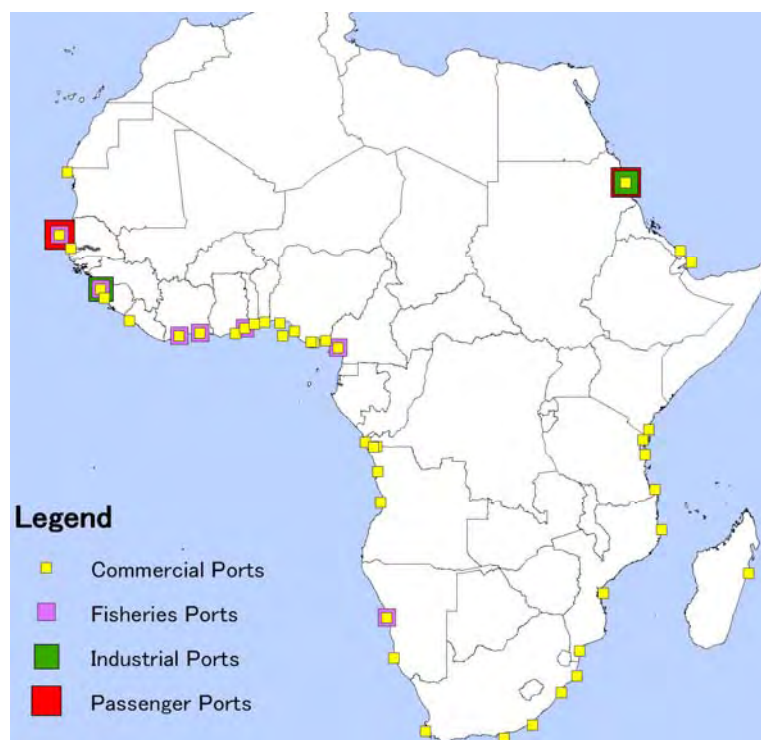 Legend
Commercial Ports
Fisheries Ports
Industrial Ports
Passenger Ports